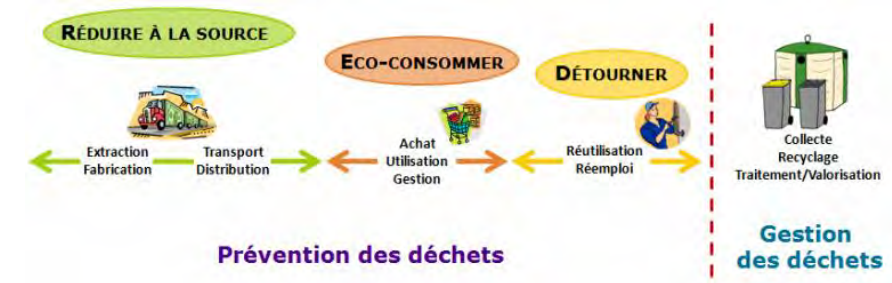 RÉDUIRE À LA SOURCE
ECO-CONSOMMER
DÉTOURNER
Extraction
Fabrication
Transport
Distribution
Achat
Utilisation
Gestion
Réutilisation
Réemploi
Collecte
Recyclage
Traitement/Valorisation
Prévention des déchets
Gestion
des déchets